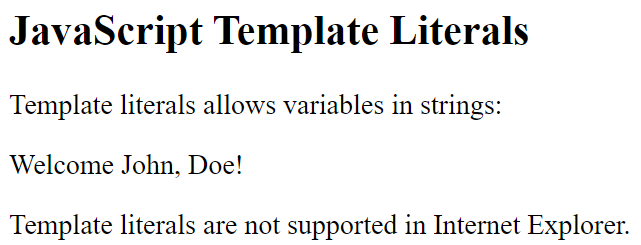 JavaScript Template Literals
Template literals allows variables in strings:
Welcome John, Doe!
Template literals are not supported in Internet Explorer.